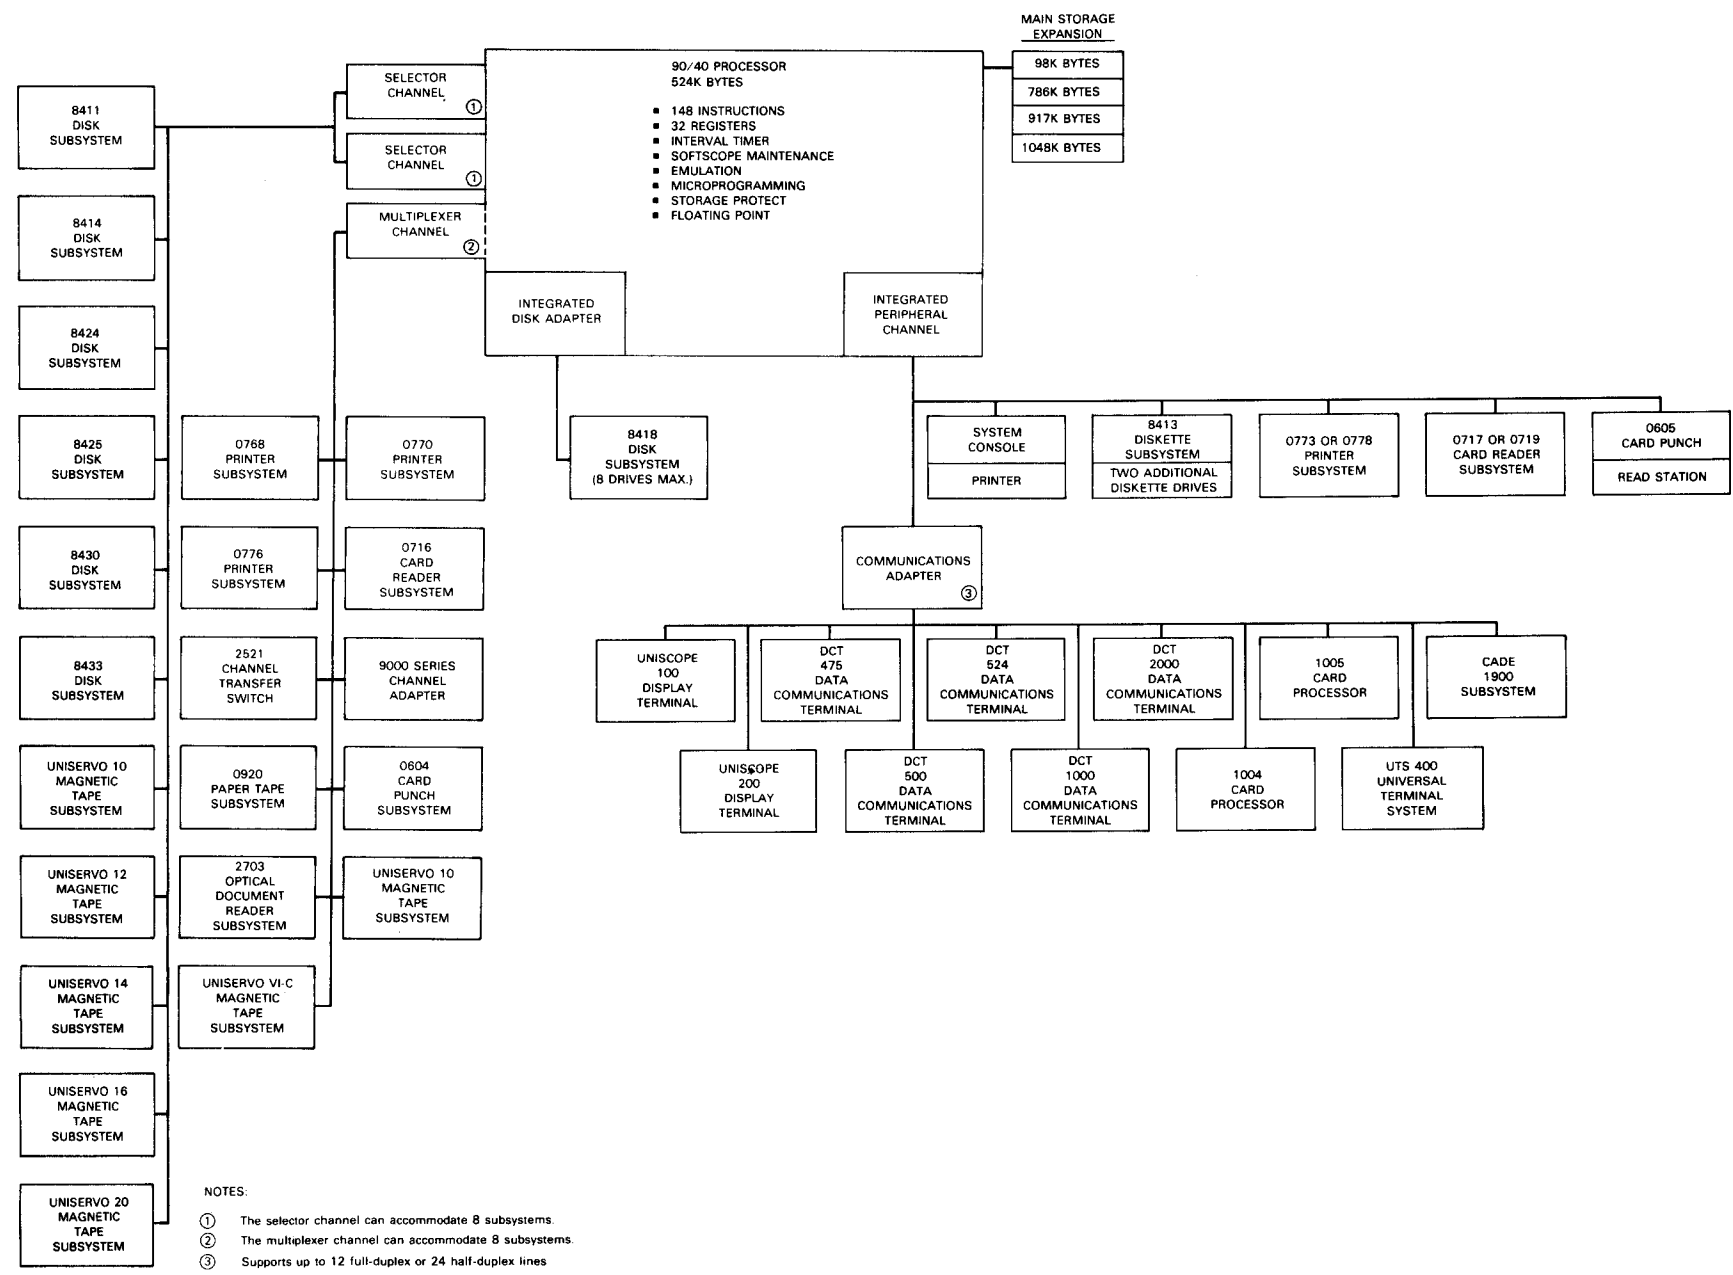 MAIN STORAGE
EXPANSION
98K BYTES
786K BYTES
917K BYTES
1048K BYTES
90/40 PROCESSOR
524K BYTES
▪ 148 INSTRUCTIONS
▪ 32 REGISTERS
▪ INTERVAL TIMER
▪ SOFTSCOPE MAINTENANCE
▪ EMULATION
▪ MICROPROGRAMMING
▪ STORAGE PROTECT
▪ FLOATING POINT
SELECTOR
CHANNEL
①
SELECTOR
CHANNEL
①
MULTIPLEXER
CHANNEL
②
INTEGRATED
DISK ADAPTER
INTEGRATED
PERIPHERAL
CHANNEL
8411
DISK
SUBSYSTEM
8414
DISK
SUBSYSTEM
8424
DISK
SUBSYSTEM
8425
DISK
SUBSYSTEM
8430
DISK
SUBSYSTEM
8433
DISK
SUBSYSTEM
UNISERVO 10
MAGNETIC
TAPE
SUBSYSTEM
UNISERVO 12
MAGNETIC
TAPE
SUBSYSTEM
UNISERVO 14
MAGNETIC
TAPE
SUBSYSTEM
UNISERVO 16
MAGNETIC
TAPE
SUBSYSTEM
UNISERVO 20
MAGNETIC
TAPE
SUBSYSTEM
0768
PRINTER
SUBSYSTEM
0770
PRINTER
SUBSYSTEM
0776
PRINTER
SUBSYSTEM
0716
CARD
READER
SUBSYSTEM
2521
CHANNEL
TRANSFER
SWITCH
9000 SERIES
CHANNEL
ADAPTER
0920
PAPER TAPE
SUBSYSTEM
0604
CARD
PUNCH
SUBSYSTEM
2703
OPTICAL
DOCUMENT
READER
SUBSYSTEM
UNISERVO 10
MAGNETIC
TAPE
SUBSYSTEM
UNISERVO VI-C
MAGNETIC
TAPE
SUBSYSTEM
8418
DISK
SUBSYSTEM
(8 DRIVES MAX.)
SYSTEM
CONSOLE
PRINTER
8413
DISKETTE
SUBSYSTEM
TWO ADDITIONAL
DISKETTE DRIVES
0773 OR 0778
PRINTER
SUBSYSTEM
0717 OR 0719
CARD READER
SUBSYSTEM
0605
CARD PUNCH
READ STATION
COMMUNICATIONS
ADAPTER
③
UNISCOPE
100
DISPLAY
TERMINAL
DCT
475
DATA
COMMUNICATIONS
TERMINAL
DCT
524
DATA
COMMUNICATIONS
TERMINAL
DCT
2000
DATA
COMMUNICATIONS
TERMINAL
1005
CARD
PROCESSOR
CADE
1900
SUBSYSTEM
UNISCOPE
200
DISPLAY
TERMINAL
DCT
500
DATA
COMMUNICATIONS
TERMINAL
DCT
1000
DATA
COMMUNICATIONS
TERMINAL
1004
CARD
PROCESSOR
UTS 400
UNIVERSAL
TERMINAL
SYSTEM
NOTES:
① The selector channel can accommodate 8 subsystems.
② The multiplexer channel can accommodate 8 subsystems.
③ Supports up to 12 full-duplex or 24 half-duplex lines